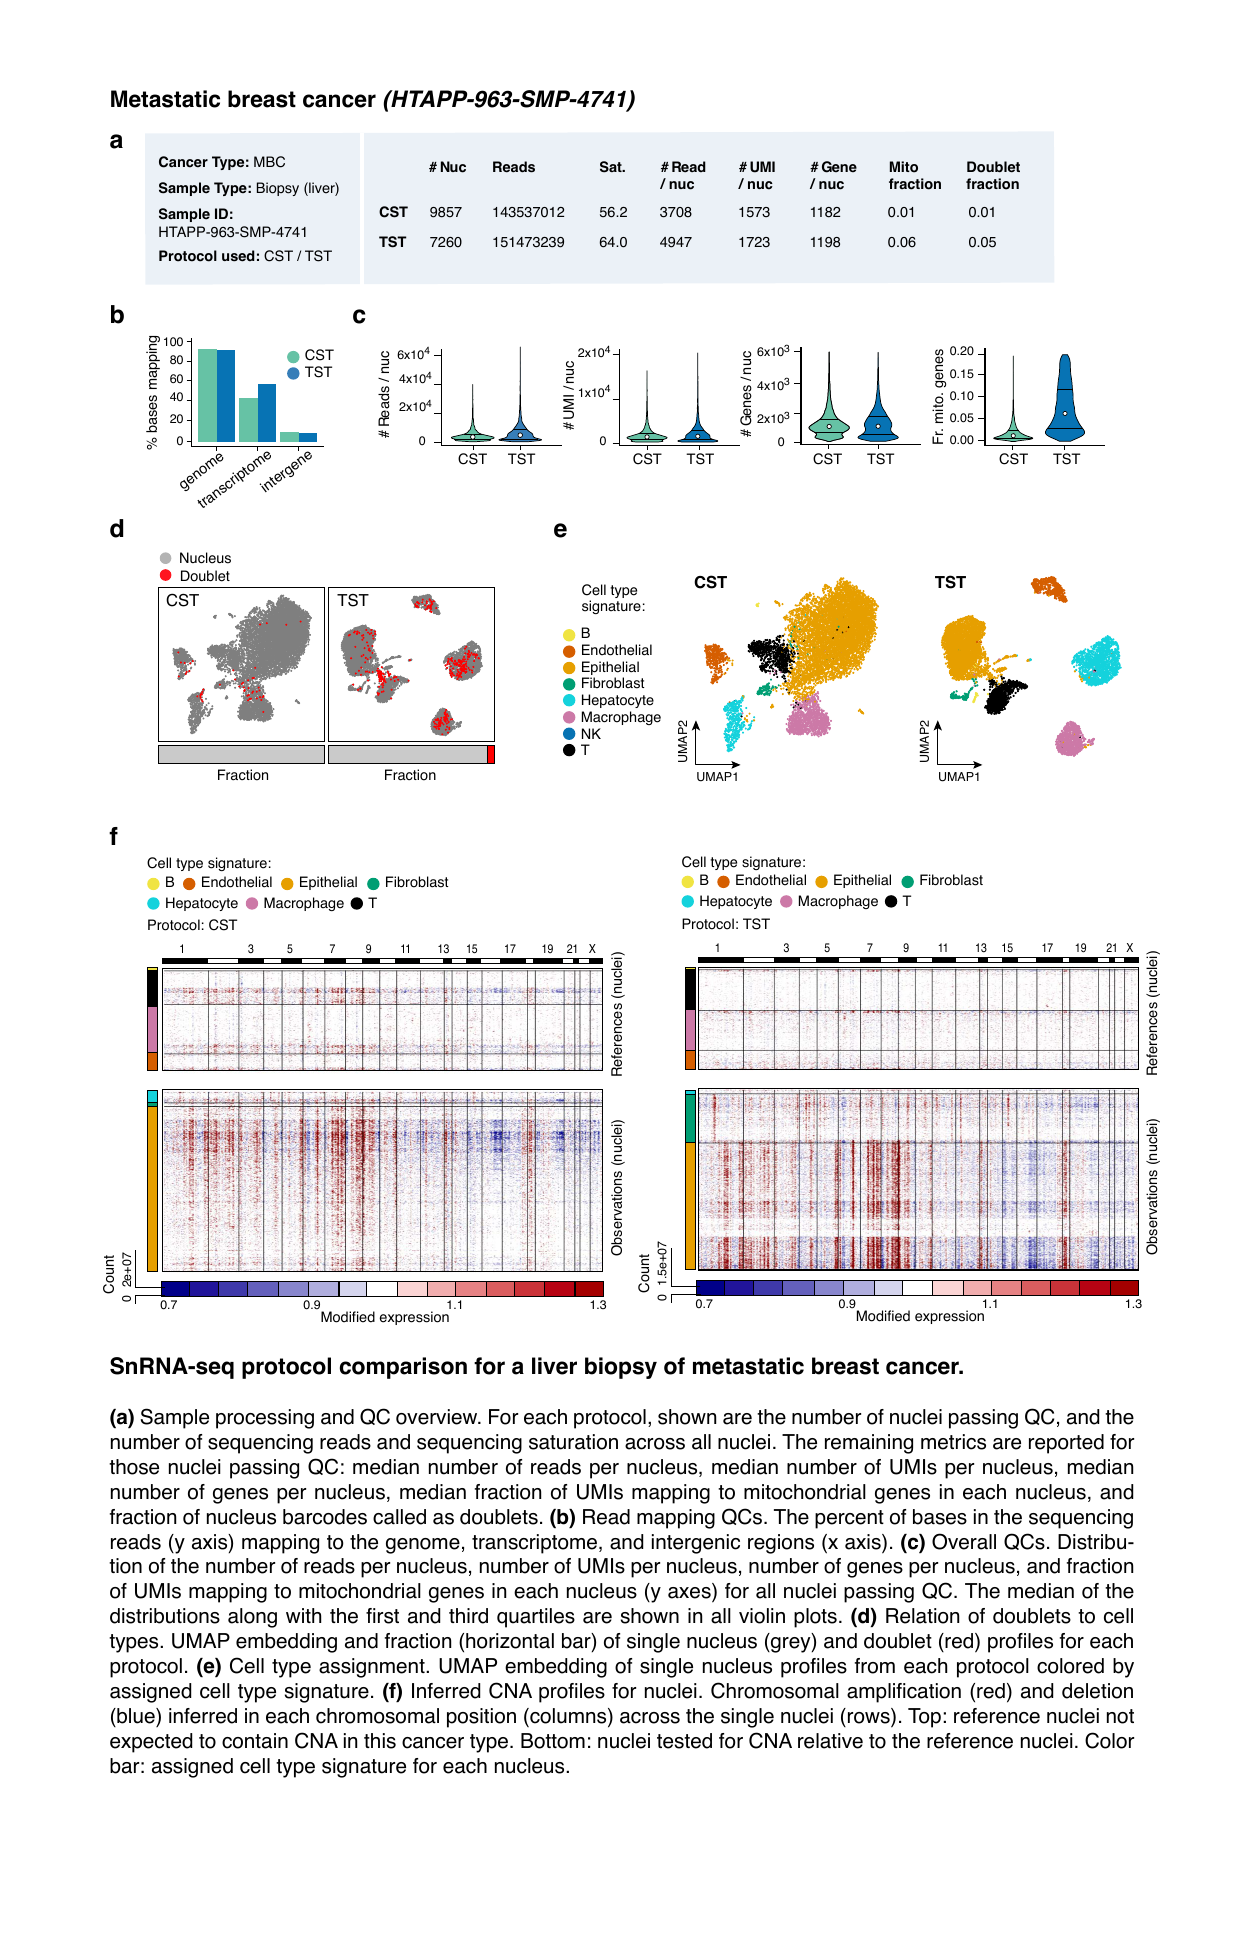 Metastatic breast cancer (HTAPP-963-SMP-4741)
a
Cancer Type: MBC
Sample Type: Biopsy (liver)
Sample ID:
HTAPP-963-SMP-4741
Protocol used: CST / TST
# Nuc Reads Sat. # Read / nuc # UMI / nuc # Gene / nuc Mito fraction Doublet fraction
CST 9857 143537012 56.2 3708 1573 1182 0.01 0.01
TST 7260 151473239 64.0 4947 1723 1198 0.06 0.05
b
% bases mapping
100
80
60
40
20
0
CST
TST
genome
transcriptome
intergene
c
# Reads / nuc
6x10⁴
4x10⁴
2x10⁴
0
CST TST
# UMI / nuc
2x10⁴
1x10⁴
0
CST TST
# Genes / nuc
6x10³
4x10³
2x10³
0
CST TST
Fr. mito. genes
0.20
0.15
0.10
0.05
0.00
CST TST
d
Nucleus
Doublet
CST
TST
Fraction
Fraction
e
Cell type
signature:
B
Endothelial
Epithelial
Fibroblast
Hepatocyte
Macrophage
NK
T
CST
UMAP2
UMAP1
TST
UMAP2
UMAP1
f
Cell type signature:
B Endothelial Epithelial Fibroblast
Hepatocyte Macrophage T
Protocol: CST
1 3 5 7 9 11 13 15 17 19 21 X
References (nuclei)
Observations (nuclei)
Count
0 2e+07
0.7 0.9 1.1 1.3
Modified expression
Cell type signature:
B Endothelial Epithelial Fibroblast
Hepatocyte Macrophage T
Protocol: TST
1 3 5 7 9 11 13 15 17 19 21 X
References (nuclei)
Observations (nuclei)
Count
0 1.5e+07
0.7 0.9 1.1 1.3
Modified expression
SnRNA-seq protocol comparison for a liver biopsy of metastatic breast cancer.
(a) Sample processing and QC overview. For each protocol, shown are the number of nuclei passing QC, and the
number of sequencing reads and sequencing saturation across all nuclei. The remaining metrics are reported for
those nuclei passing QC: median number of reads per nucleus, median number of UMIs per nucleus, median
number of genes per nucleus, median fraction of UMIs mapping to mitochondrial genes in each nucleus, and
fraction of nucleus barcodes called as doublets. (b) Read mapping QCs. The percent of bases in the sequencing
reads (y axis) mapping to the genome, transcriptome, and intergenic regions (x axis). (c) Overall QCs. Distribu-
tion of the number of reads per nucleus, number of UMIs per nucleus, number of genes per nucleus, and fraction
of UMIs mapping to mitochondrial genes in each nucleus (y axes) for all nuclei passing QC. The median of the
distributions along with the first and third quartiles are shown in all violin plots. (d) Relation of doublets to cell
types. UMAP embedding and fraction (horizontal bar) of single nucleus (grey) and doublet (red) profiles for each
protocol. (e) Cell type assignment. UMAP embedding of single nucleus profiles from each protocol colored by
assigned cell type signature. (f) Inferred CNA profiles for nuclei. Chromosomal amplification (red) and deletion
(blue) inferred in each chromosomal position (columns) across the single nuclei (rows). Top: reference nuclei not
expected to contain CNA in this cancer type. Bottom: nuclei tested for CNA relative to the reference nuclei. Color
bar: assigned cell type signature for each nucleus.